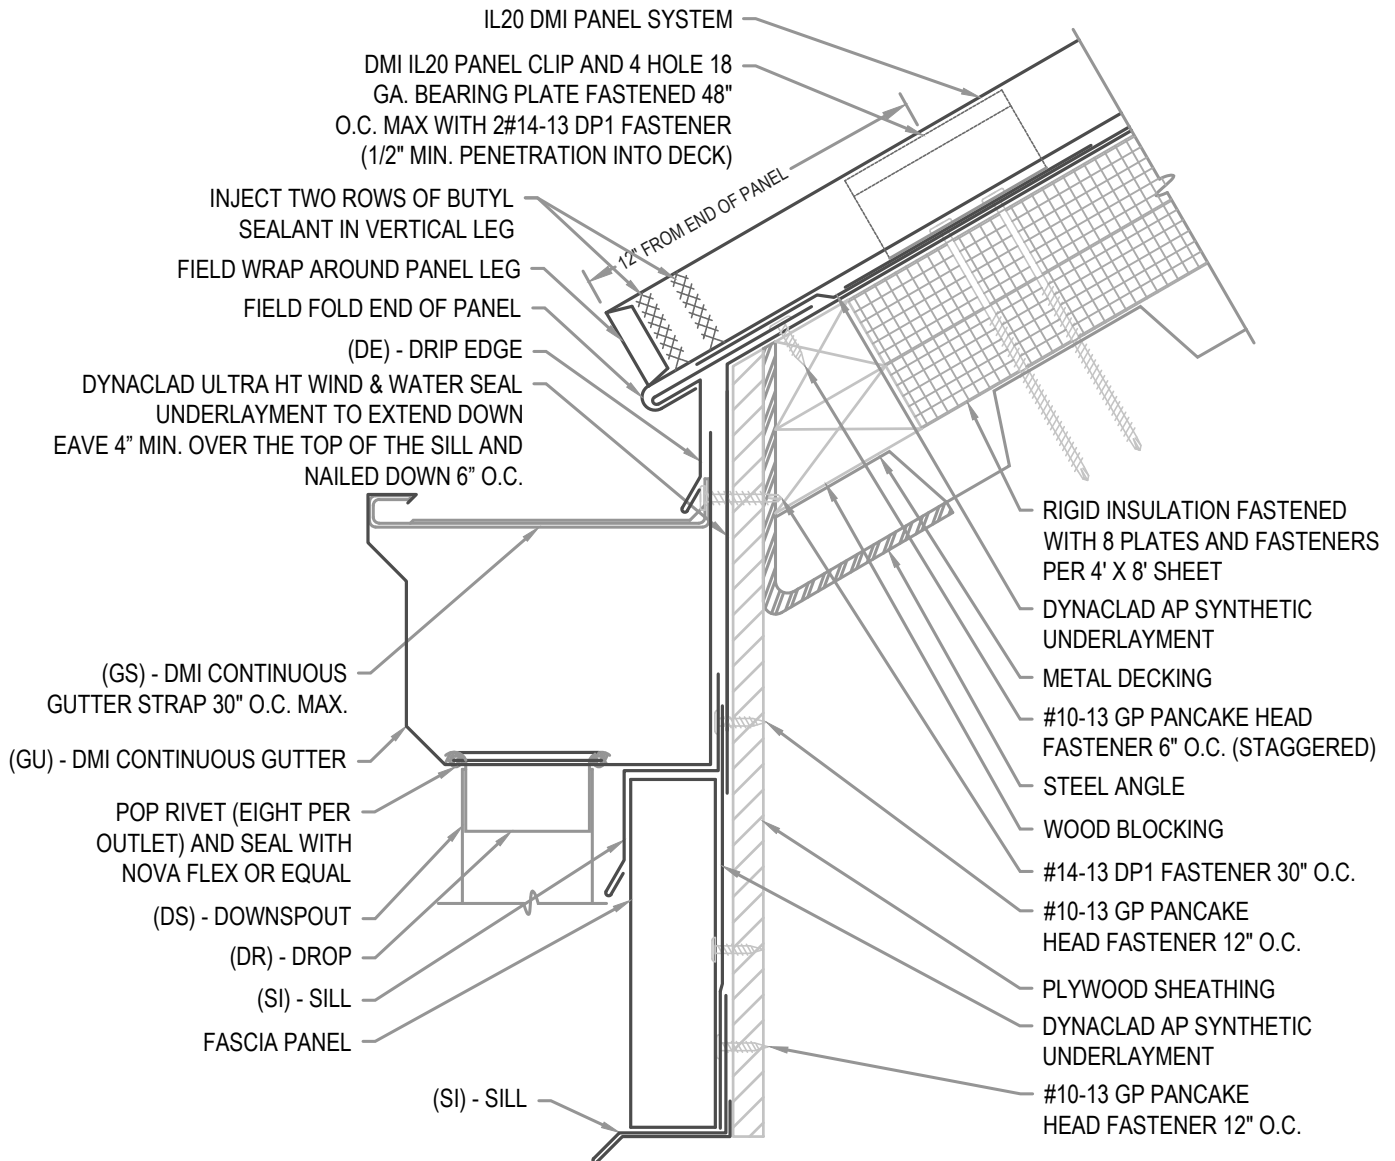 IL20 DMI PANEL SYSTEM
DMI IL20 PANEL CLIP AND 4 HOLE 18
GA. BEARING PLATE FASTENED 48"
O.C. MAX WITH 2#14-13 DP1 FASTENER
(1/2" MIN. PENETRATION INTO DECK)
12" FROM END OF PANEL
INJECT TWO ROWS OF BUTYL
SEALANT IN VERTICAL LEG
FIELD WRAP AROUND PANEL LEG
FIELD FOLD END OF PANEL
(DE) - DRIP EDGE
DYNACLAD ULTRA HT WIND & WATER SEAL
UNDERLAYMENT TO EXTEND DOWN
EAVE 4” MIN. OVER THE TOP OF THE SILL AND
NAILED DOWN 6” O.C.
(GS) - DMI CONTINUOUS
GUTTER STRAP 30" O.C. MAX.
(GU) - DMI CONTINUOUS GUTTER
POP RIVET (EIGHT PER
OUTLET) AND SEAL WITH
NOVA FLEX OR EQUAL
(DS) - DOWNSPOUT
(DR) - DROP
(SI) - SILL
FASCIA PANEL
(SI) - SILL
RIGID INSULATION FASTENED
WITH 8 PLATES AND FASTENERS
PER 4' X 8' SHEET
DYNACLAD AP SYNTHETIC
UNDERLAYMENT
METAL DECKING
#10-13 GP PANCAKE HEAD
FASTENER 6" O.C. (STAGGERED)
STEEL ANGLE
WOOD BLOCKING
#14-13 DP1 FASTENER 30" O.C.
#10-13 GP PANCAKE
HEAD FASTENER 12" O.C.
PLYWOOD SHEATHING
DYNACLAD AP SYNTHETIC
UNDERLAYMENT
#10-13 GP PANCAKE
HEAD FASTENER 12" O.C.